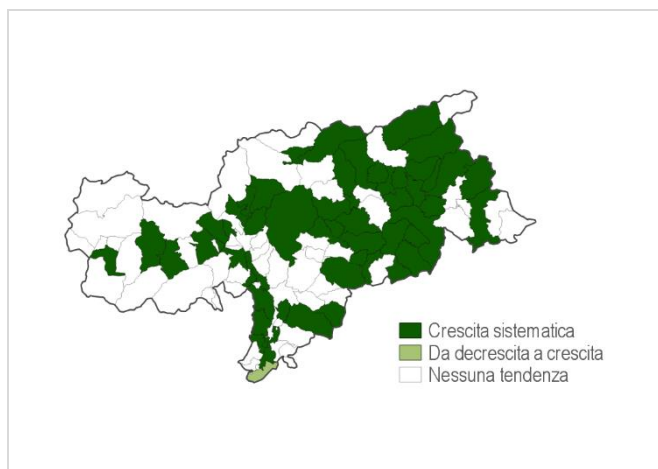 Crescita sistematica
Da decrescita a crescita
Nessuna tendenza